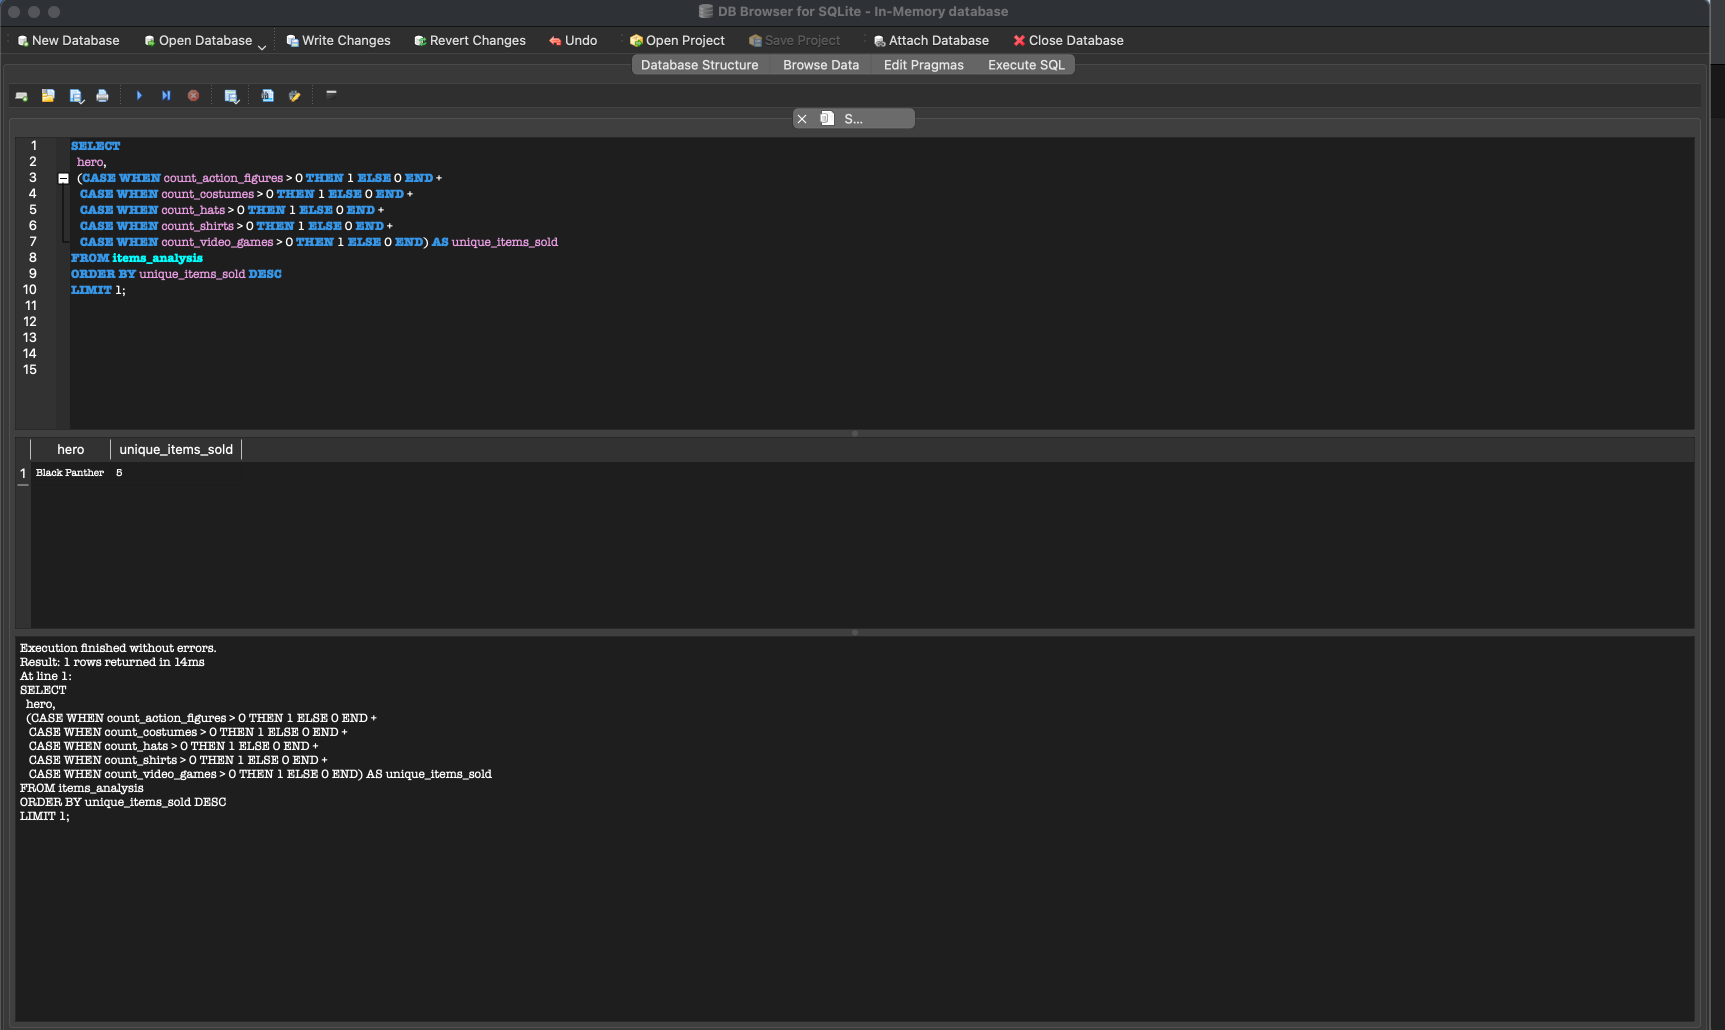 DB Browser for SQLite - In-Memory database
New Database Open Database Write Changes Revert Changes Undo Open Project Save Project Attach Database Close Database
Database Structure Browse Data Edit Pragmas Execute SQL
S...
1 SELECT
2 hero,
3 (CASE WHEN count_action_figures > 0 THEN 1 ELSE 0 END +
4 CASE WHEN count_costumes > 0 THEN 1 ELSE 0 END +
5 CASE WHEN count_hats > 0 THEN 1 ELSE 0 END +
6 CASE WHEN count_shirts > 0 THEN 1 ELSE 0 END +
7 CASE WHEN count_video_games > 0 THEN 1 ELSE 0 END) AS unique_items_sold
8 FROM items_analysis
9 ORDER BY unique_items_sold DESC
10 LIMIT 1;
11
12
13
14
15
hero unique_items_sold
1 Black Panther 5
Execution finished without errors.
Result: 1 rows returned in 14ms
At line 1:
SELECT
hero,
(CASE WHEN count_action_figures > 0 THEN 1 ELSE 0 END +
CASE WHEN count_costumes > 0 THEN 1 ELSE 0 END +
CASE WHEN count_hats > 0 THEN 1 ELSE 0 END +
CASE WHEN count_shirts > 0 THEN 1 ELSE 0 END +
CASE WHEN count_video_games > 0 THEN 1 ELSE 0 END) AS unique_items_sold
FROM items_analysis
ORDER BY unique_items_sold DESC
LIMIT 1;